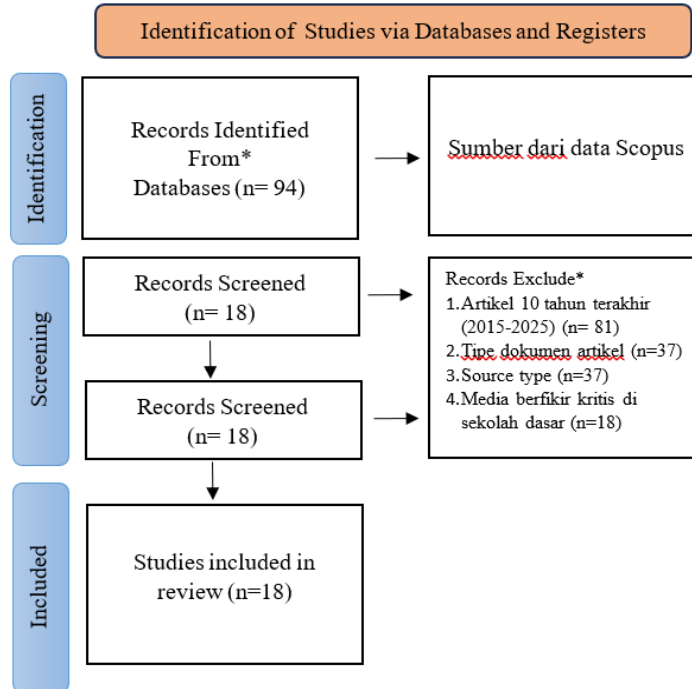 Identification of Studies via Databases and Registers
Identification
Records Identified
From*
Databases (n= 94)
Sumber dari data Scopus
Screening
Records Screened
(n= 18)
Records Exclude*
1.Artikel 10 tahun terakhir
(2015-2025) (n= 81)
2.Tipe dokumen artikel (n=37)
3.Source type (n=37)
4.Media berfikir kritis di
sekolah dasar (n=18)
Records Screened
(n= 18)
Included
Studies included in
review (n=18)